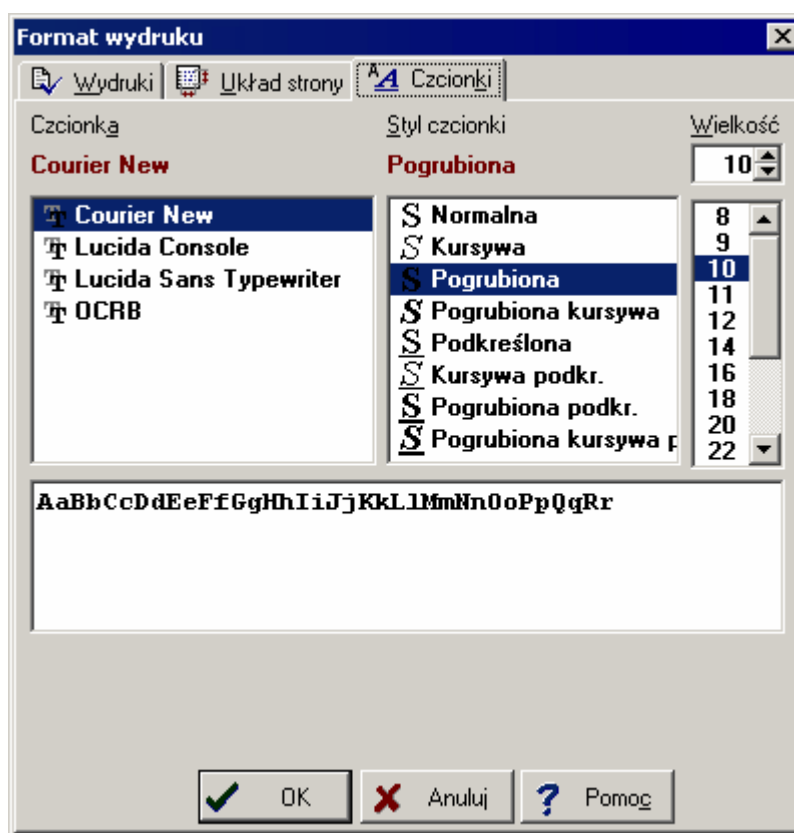 Format wydruku
Wydruki Układ strony Czcionki
Czcionka Styl czcionki Wielkość
Courier New Pogrubiona 10
Courier New Normalna 8
Lucida Console Kursywa 9
Lucida Sans Typewriter Pogrubiona 10
OCRB Pogrubiona kursywa 11
Podkreślona 12
Kursywa podkr. 14
Pogrubiona podkr. 16
Pogrubiona kursywa p 18
20
22
AaBbCcDdEeFfGgHhIiJjKkLlMmNnOoPpQqRr
OK Anuluj Pomoc